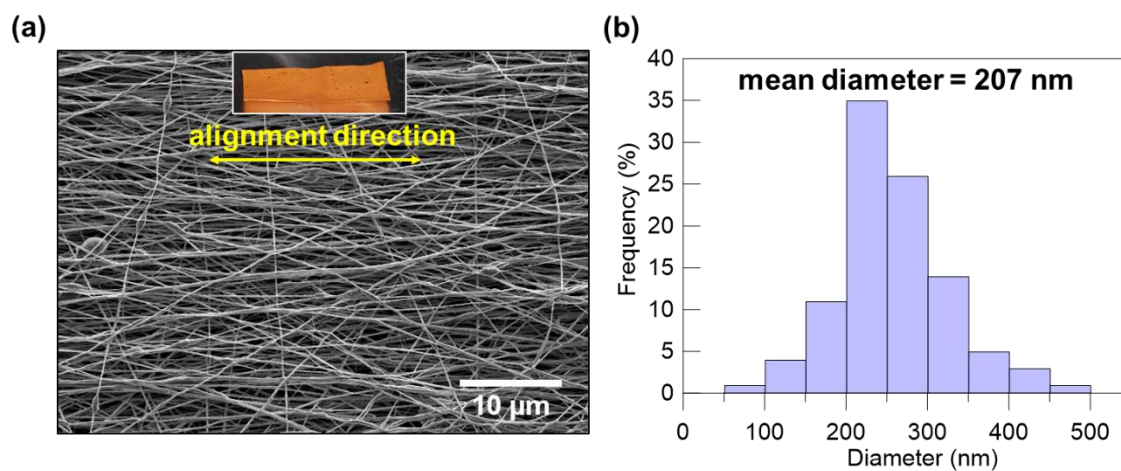 (a)
alignment direction
10 µm
(b)
mean diameter = 207 nm
Frequency (%)
40
35
30
25
20
15
10
5
0
0 100 200 300 400 500
Diameter (nm)